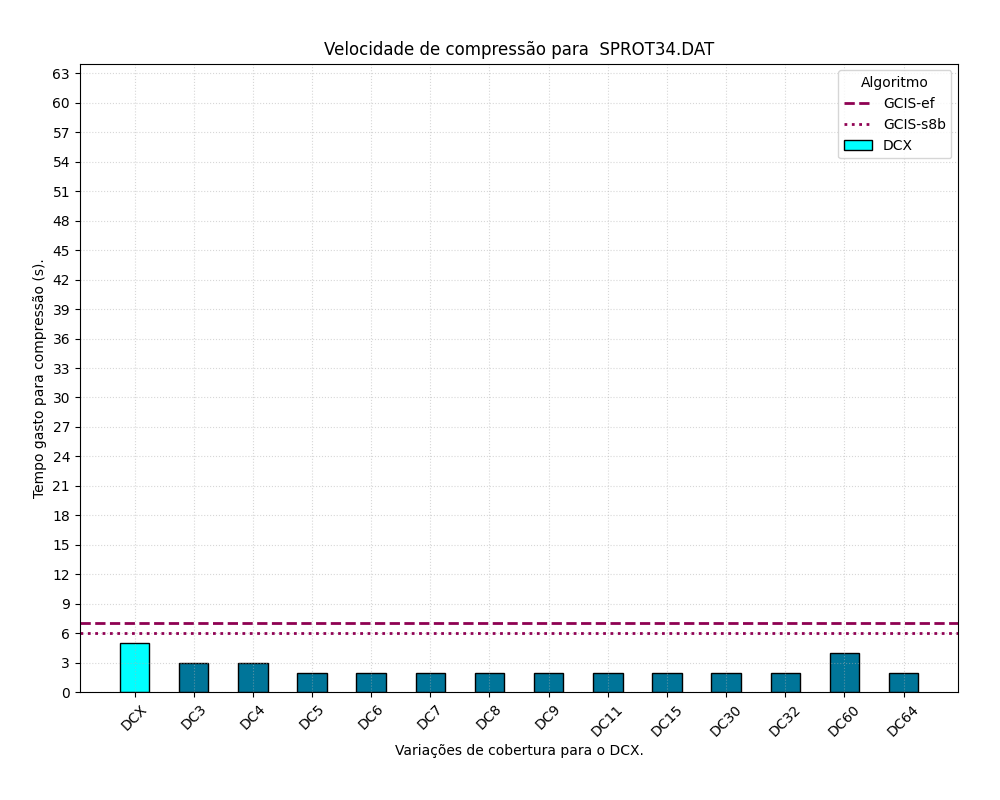 Velocidade de compressão para  SPROT34.DAT
Tempo gasto para compressão (s).
63
60
57
54
51
48
45
42
39
36
33
30
27
24
21
18
15
12
9
6
3
0
Algoritmo
GCIS-ef
GCIS-s8b
DCX
DCX DC3 DC4 DC5 DC6 DC7 DC8 DC9 DC11 DC15 DC30 DC32 DC60 DC64
Variações de cobertura para o DCX.